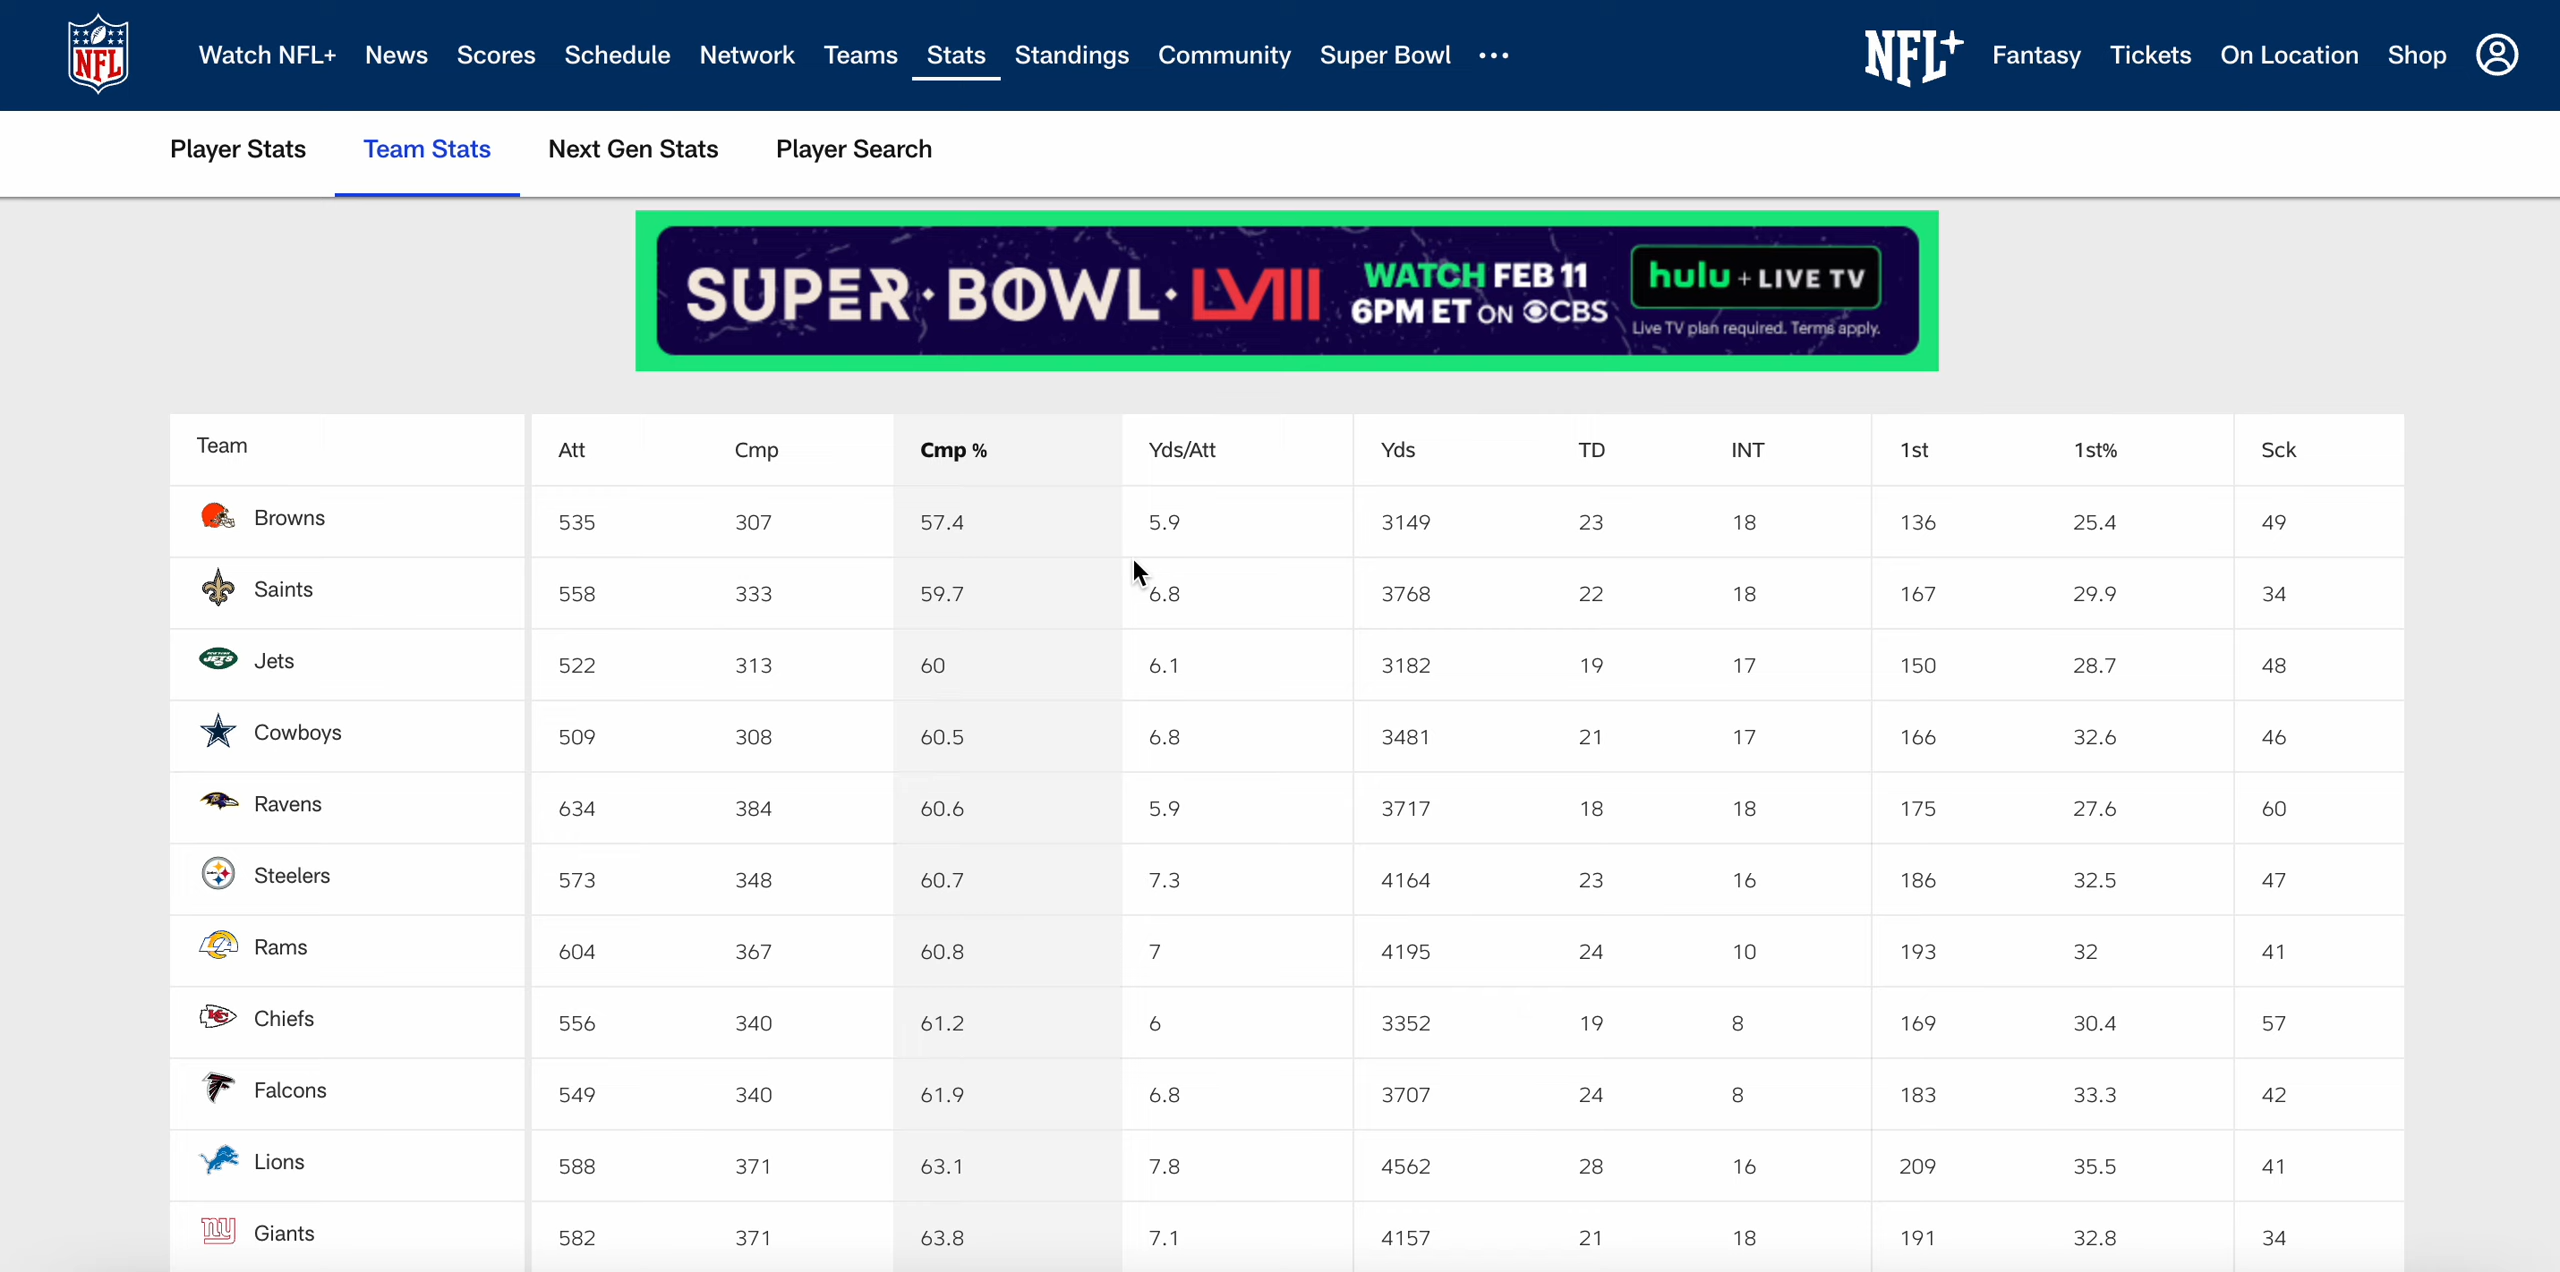 NFL
Watch NFL+ News Scores Schedule Network Teams Stats Standings Community Super Bowl ••• NFL+ Fantasy Tickets On Location Shop
Player Stats Team Stats Next Gen Stats Player Search
SUPER • BOWL • LVIII WATCH FEB 11 6PM ET ON CBS hulu + LIVE TV
Live TV plan required. Terms apply.
Team Att Cmp Cmp % Yds/Att Yds TD INT 1st 1st% Sck
Browns 535 307 57.4 5.9 3149 23 18 136 25.4 49
Saints 558 333 59.7 6.8 3768 22 18 167 29.9 34
JETS Jets 522 313 60 6.1 3182 19 17 150 28.7 48
Cowboys 509 308 60.5 6.8 3481 21 17 166 32.6 46
Ravens 634 384 60.6 5.9 3717 18 18 175 27.6 60
Steelers 573 348 60.7 7.3 4164 23 16 186 32.5 47
LA Rams 604 367 60.8 7 4195 24 10 193 32 41
KC Chiefs 556 340 61.2 6 3352 19 8 169 30.4 57
Falcons 549 340 61.9 6.8 3707 24 8 183 33.3 42
Lions 588 371 63.1 7.8 4562 28 16 209 35.5 41
ny Giants 582 371 63.8 7.1 4157 21 18 191 32.8 34